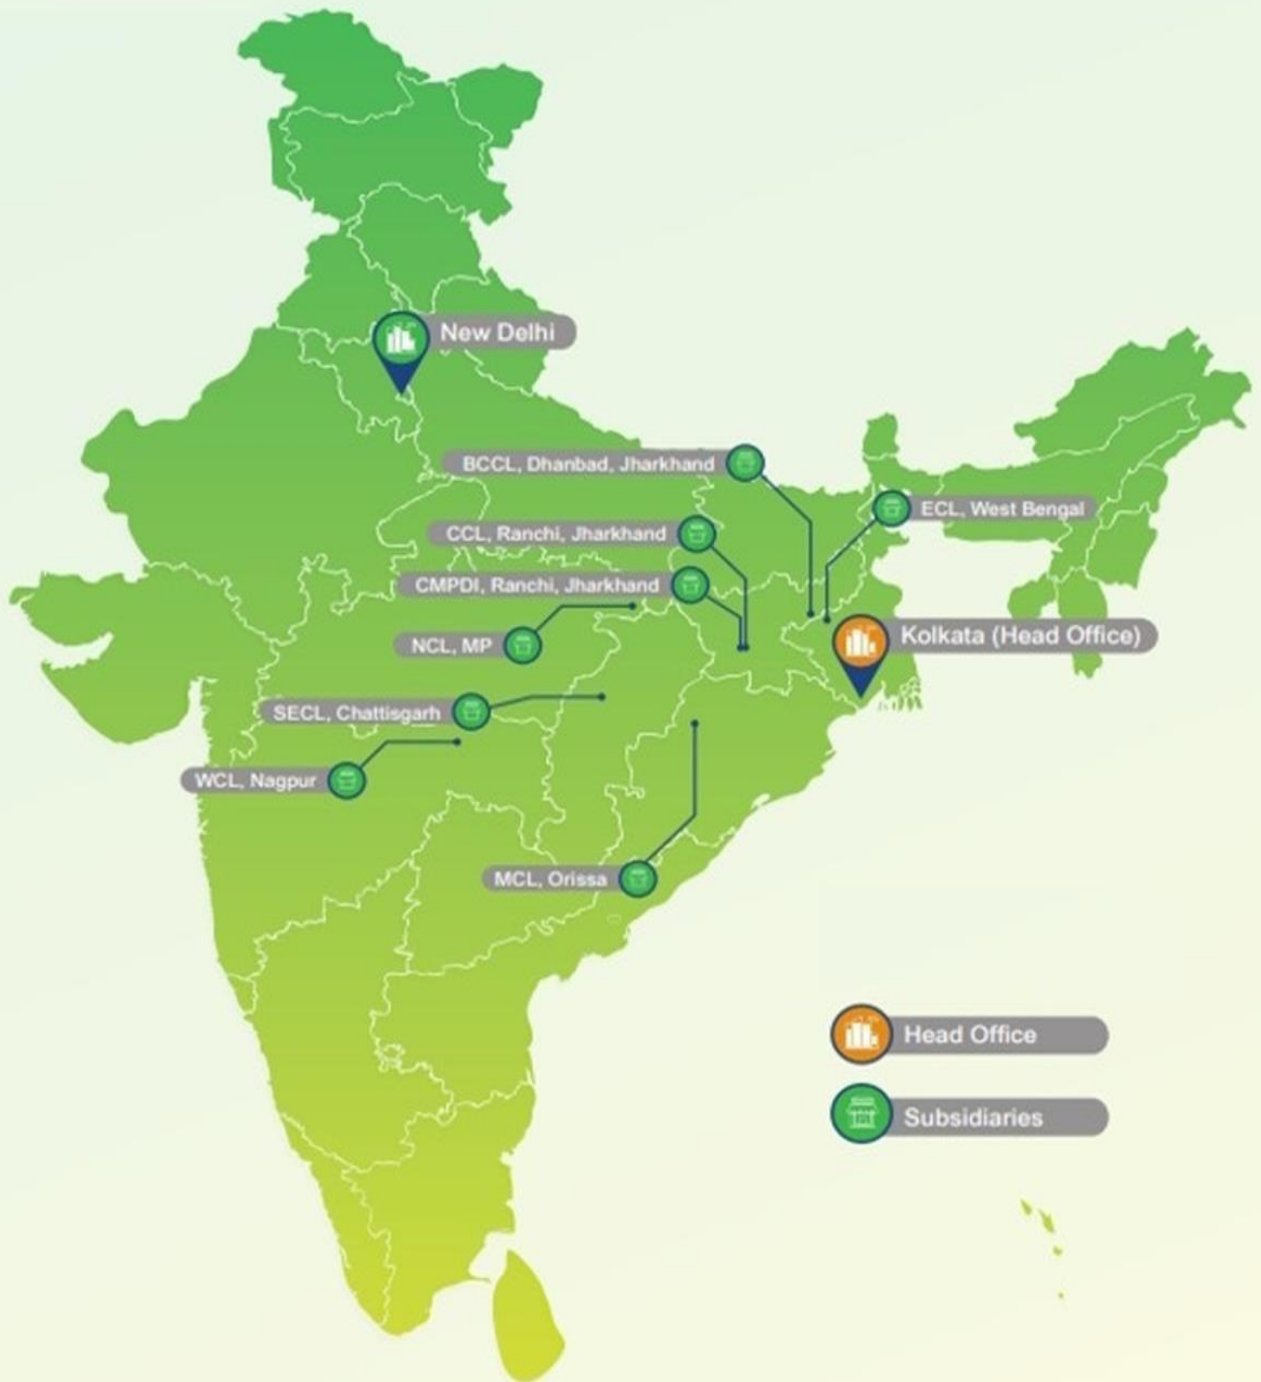 New Delhi
BCCL, Dhanbad, Jharkhand
ECL, West Bengal
CCL, Ranchi, Jharkhand
CMPDI, Ranchi, Jharkhand
Kolkata (Head Office)
NCL, MP
SECL, Chattisgarh
WCL, Nagpur
MCL, Orissa
Head Office
Subsidiaries